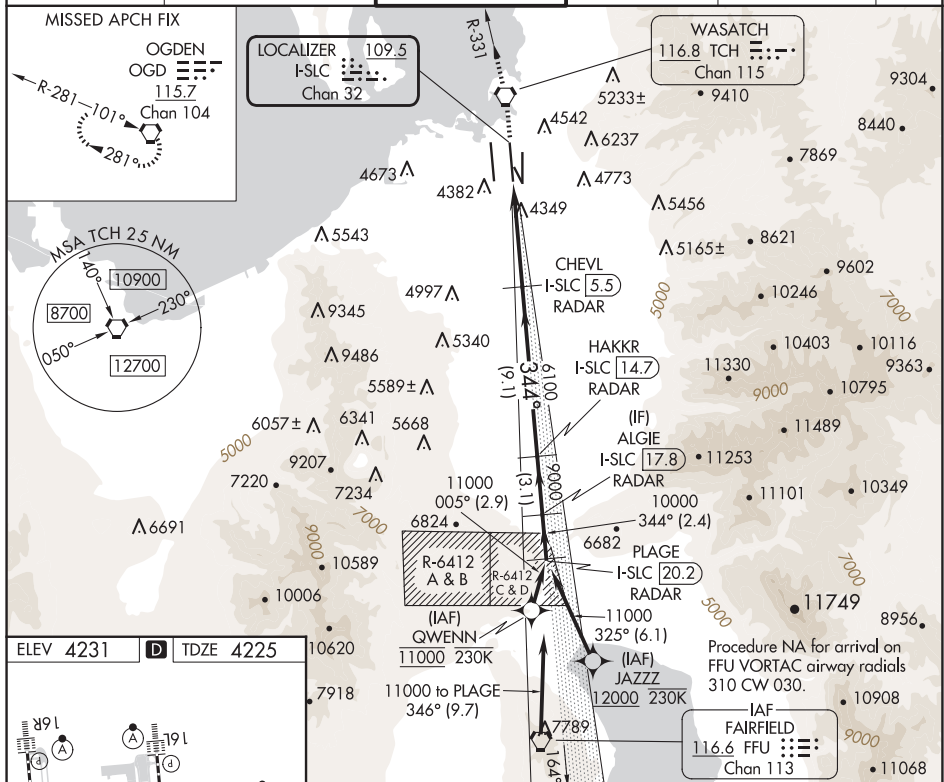 MISSED APCH FIX
OGDEN
OGD
115.7
Chan 104
R-281
101°
281°
LOCALIZER 109.5
I-SLC
Chan 32
R-331
WASATCH
116.8 TCH
Chan 115
5233±
9410
9304
4542
6237
8440
7869
4673
4382
4773
4349
5456
5543
5165±
8621
MSA TCH 25 NM
140°
10900
230°
8700
050°
12700
CHEVL
I-SLC 5.5
RADAR
9602
10246
7000
4997
5000
9345
5340
9486
HAKKR
I-SLC 14.7
RADAR
10403
10116
11330
9363
9000
10795
344°
(9.1)
6100
5589±
6057±
6341
5668
(IF)
ALGIE
I-SLC 17.8
RADAR
11489
5000
9207
7220
7234
11253
7000
(3.1)
9000
11101
10349
11000
005° (2.9)
10000
344° (2.4)
6691
6824
6682
9000
R-6412
A & B
R-6412
C & D
PLAGE
I-SLC 20.2
RADAR
10589
10006
7000
5000
11749
8956
11000
325° (6.1)
(IAF)
QWENN
11000 230K
10620
(IAF)
JAZZZ
12000 230K
Procedure NA for arrival on
FFU VORTAC airway radials
310 CW 030.
7918
11000 to PLAGE
346° (9.7)
10908
7789
IAF
FAIRFIELD
116.6 FFU
Chan 113
9000
164°
11068
ELEV 4231
D
TDZE 4225
16R
A
P
A
16L
P